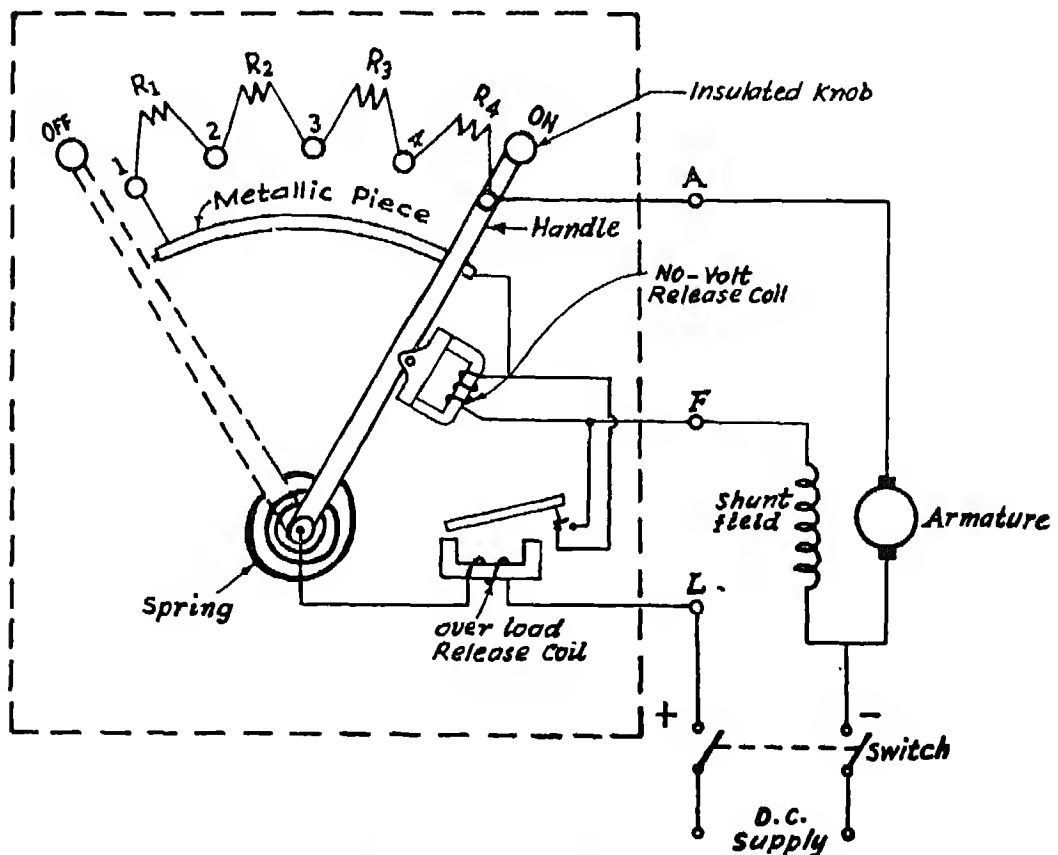 R1
R2
R3
R4
OFF
ON
1
2
3
4
Insulated Knob
A
Metallic Piece
Handle
No-Volt
Release Coil
F
Shunt
field
Armature
Spring
over load
Release Coil
L
+
-
Switch
D.C.
Supply